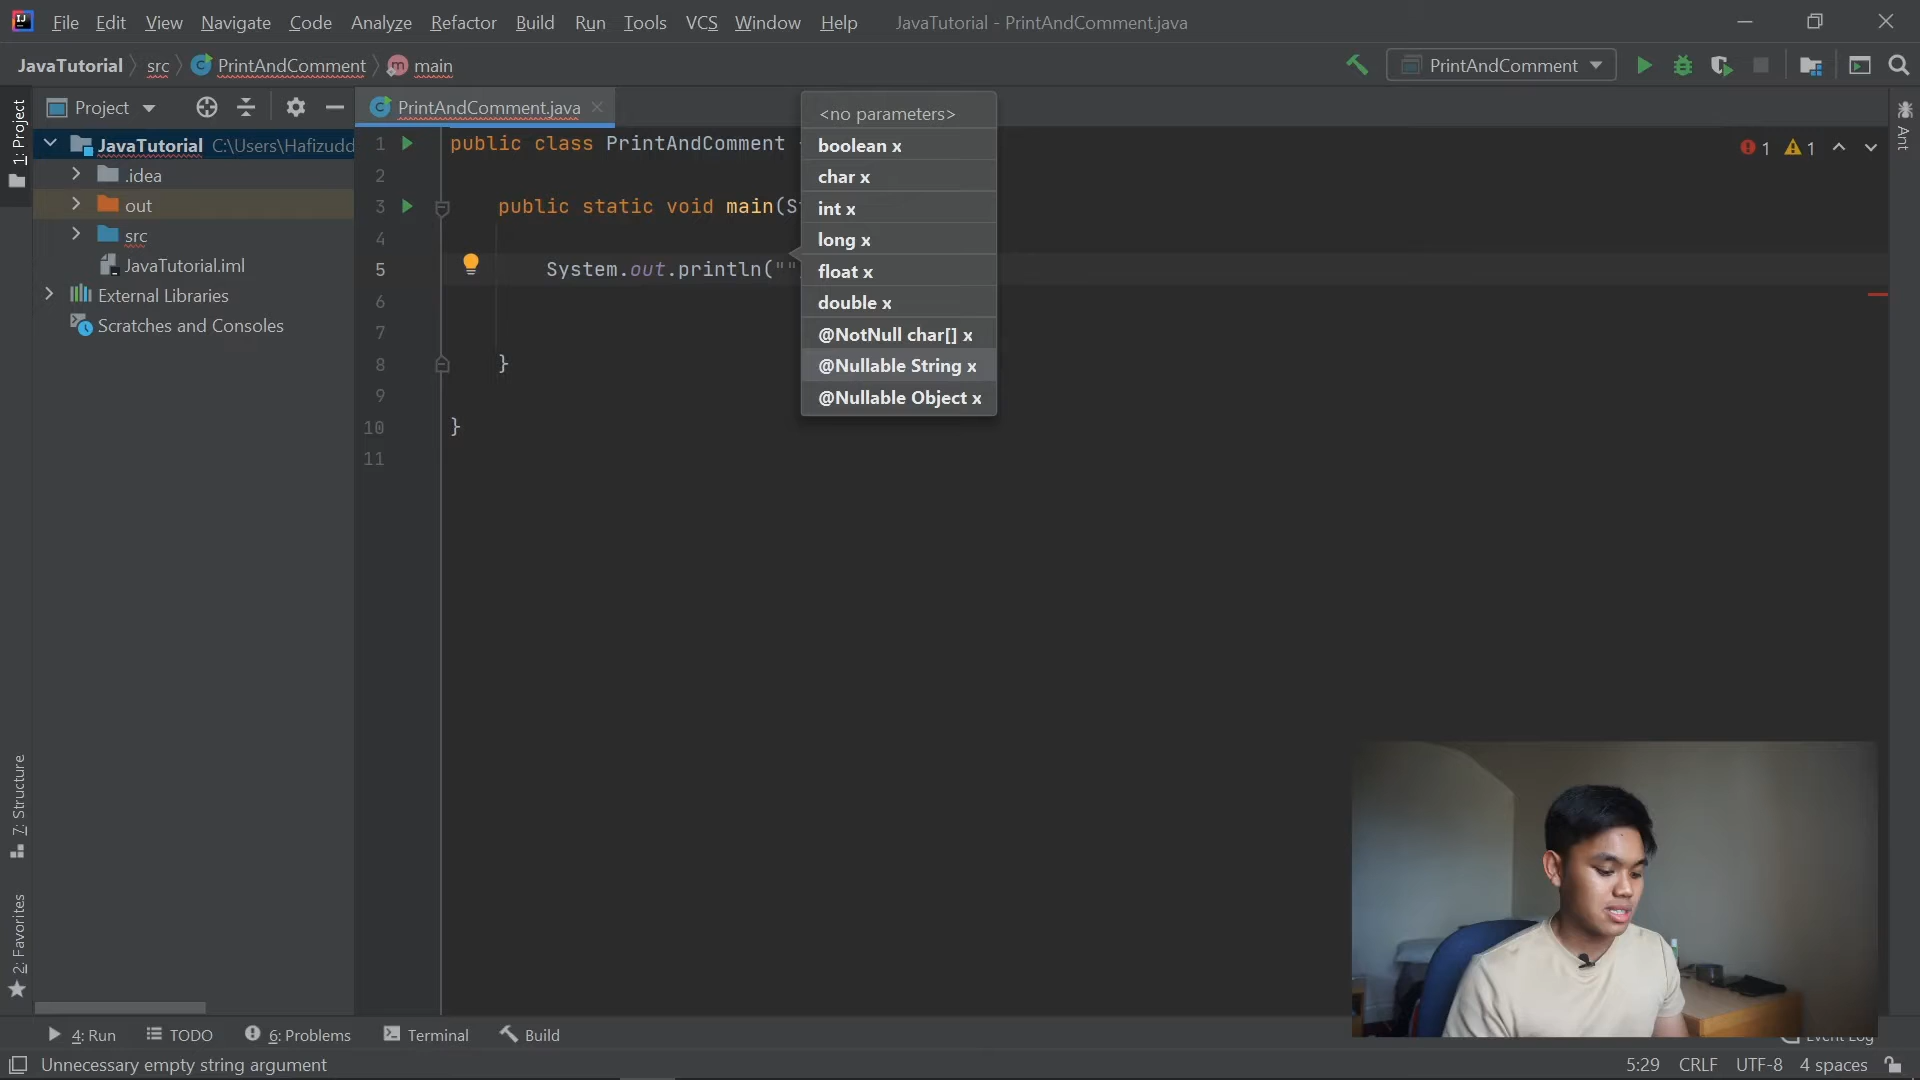 File Edit View Navigate Code Analyze Refactor Build Run Tools VCS Window Help JavaTutorial - PrintAndComment.java
JavaTutorial src PrintAndComment main PrintAndComment
1: Project
Project
PrintAndComment.java
JavaTutorial C:\Users\Hafizudd
.idea
out
src
JavaTutorial.iml
External Libraries
Scratches and Consoles
1 public class PrintAndComment
2
3 public static void main(S
4
5 System.out.println("")
6
7
8 }
9
10 }
11
<no parameters>
boolean x
char x
int x
long x
float x
double x
@NotNull char[] x
@Nullable String x
@Nullable Object x
1 1
Ant
7: Structure
2: Favorites
4: Run TODO 6: Problems Terminal Build Event Log
Unnecessary empty string argument 5:29 CRLF UTF-8 4 spaces